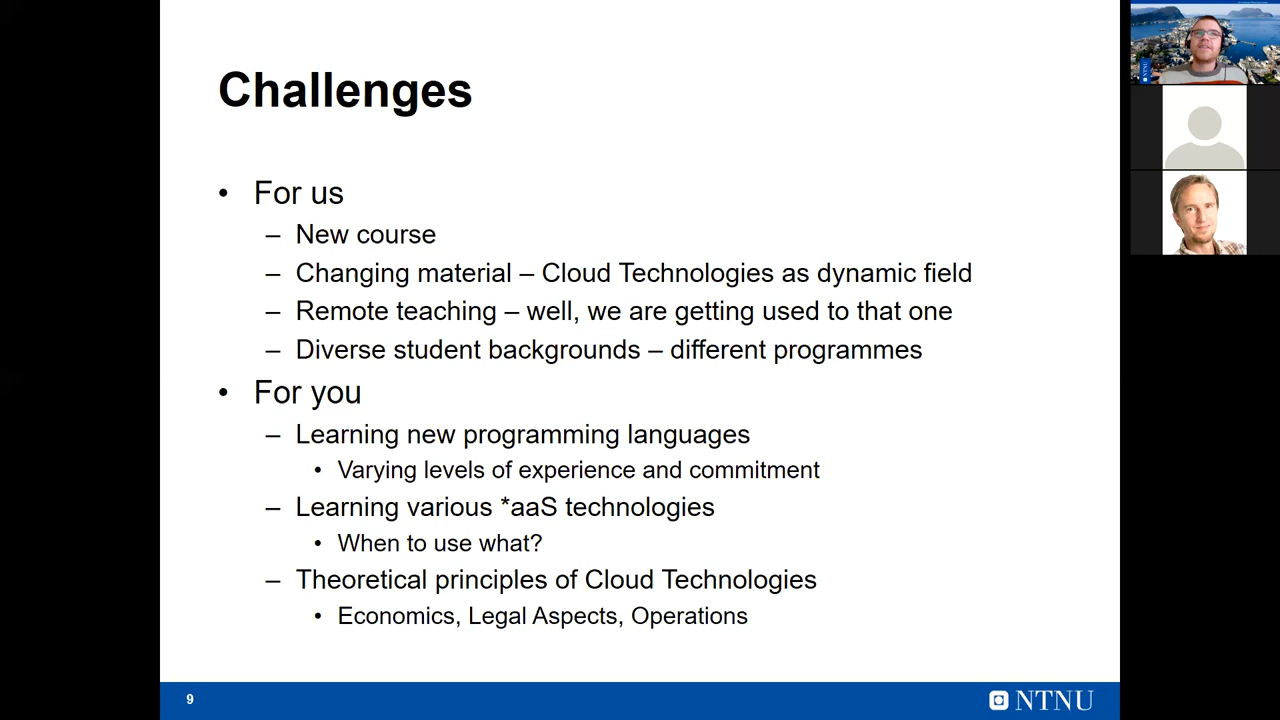 Challenges
• For us
– New course
– Changing material – Cloud Technologies as dynamic field
– Remote teaching – well, we are getting used to that one
– Diverse student backgrounds – different programmes
• For you
– Learning new programming languages
• Varying levels of experience and commitment
– Learning various *aaS technologies
• When to use what?
– Theoretical principles of Cloud Technologies
• Economics, Legal Aspects, Operations
9
NTNU
NTNU